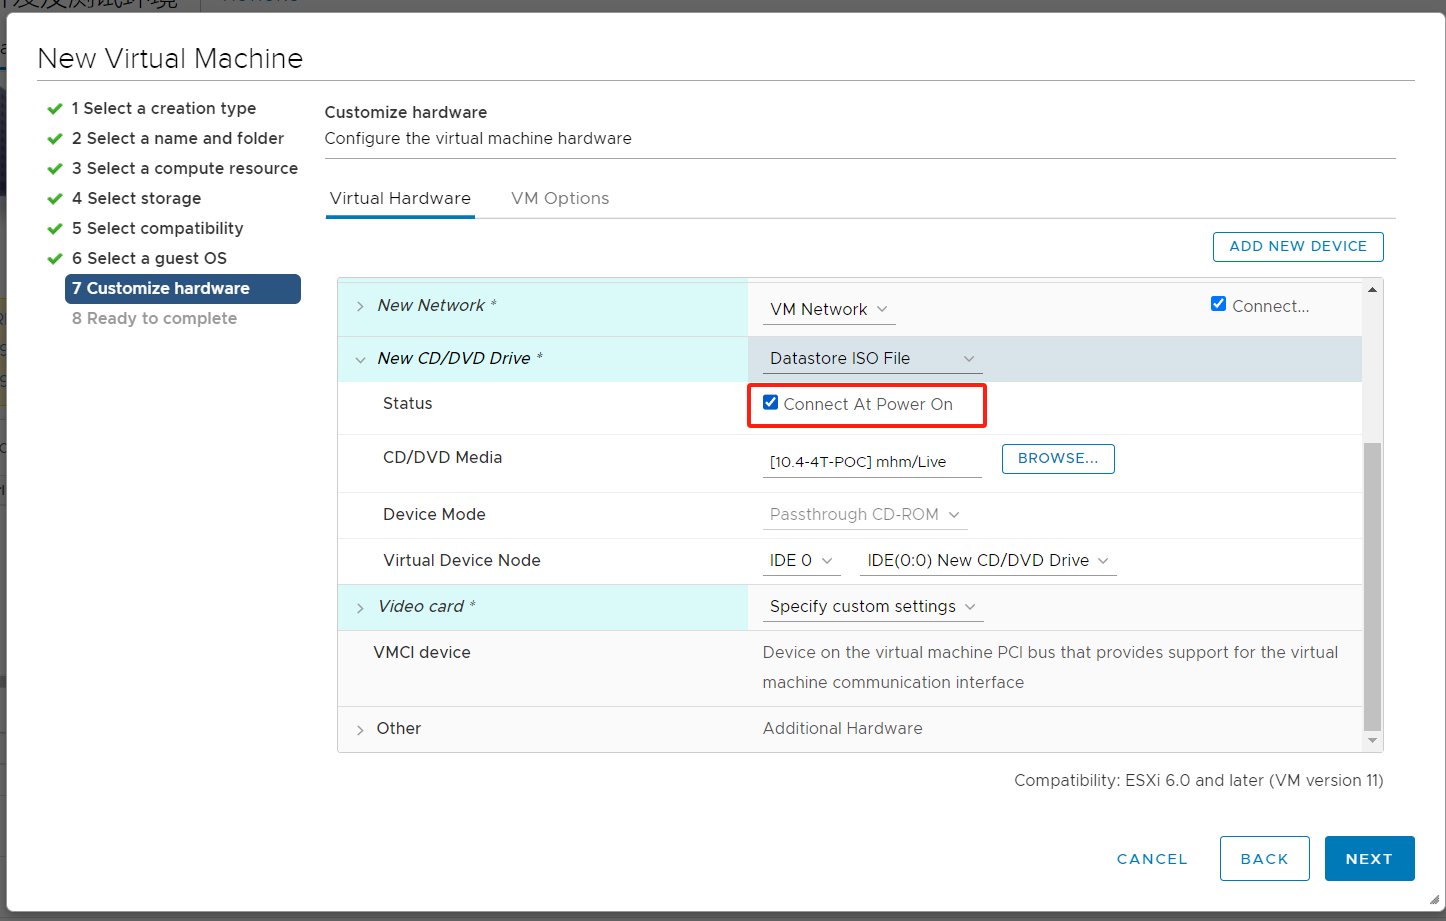 New Virtual Machine
1 Select a creation type
2 Select a name and folder
3 Select a compute resource
4 Select storage
5 Select compatibility
6 Select a guest OS
7 Customize hardware
8 Ready to complete
Customize hardware
Configure the virtual machine hardware
Virtual Hardware VM Options
ADD NEW DEVICE
New Network * VM Network Connect...
New CD/DVD Drive * Datastore ISO File
Status Connect At Power On
CD/DVD Media [10.4-4T-POC] mhm/Live BROWSE...
Device Mode Passthrough CD-ROM
Virtual Device Node IDE 0 IDE(0:0) New CD/DVD Drive
Video card * Specify custom settings
VMCI device Device on the virtual machine PCI bus that provides support for the virtual
machine communication interface
Other Additional Hardware
Compatibility: ESXi 6.0 and later (VM version 11)
CANCEL BACK NEXT